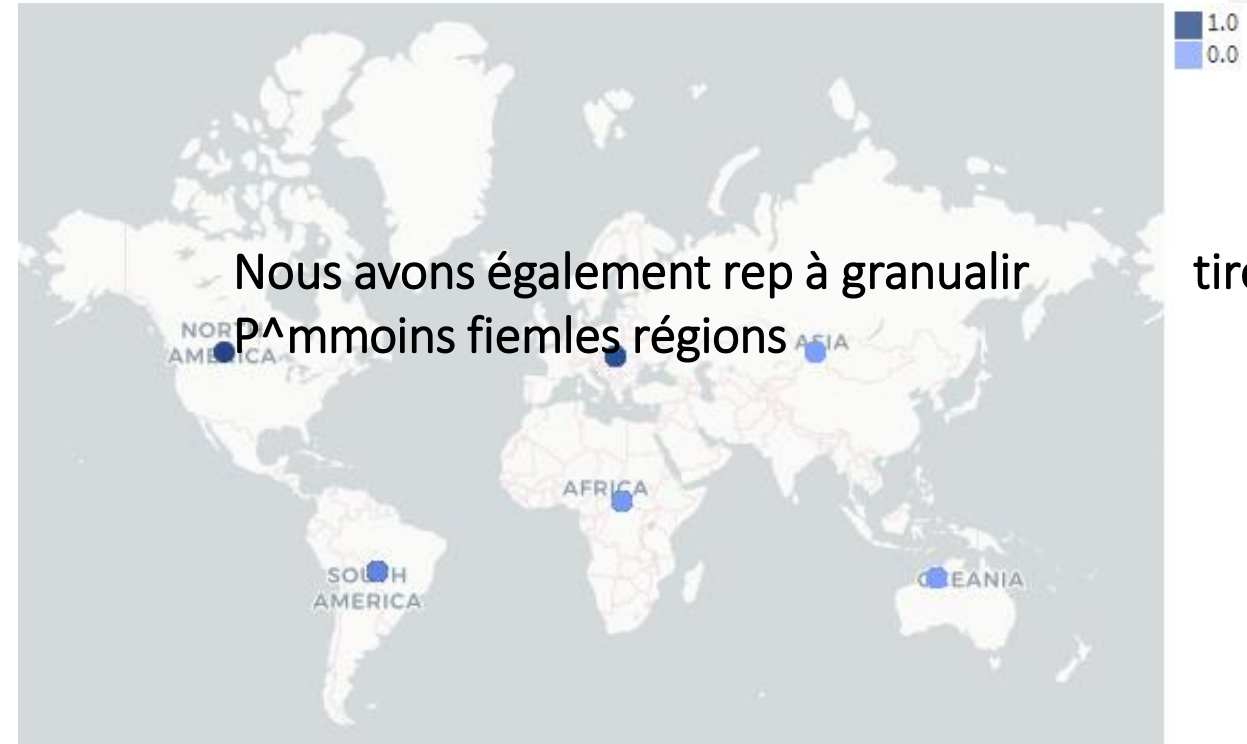 1.0
0.0
Nous avons également rep à granualir tire
P^mmoins fiemles régions
NORTH
AMERICA
ASIA
AFRICA
SOUTH
AMERICA
OCEANIA